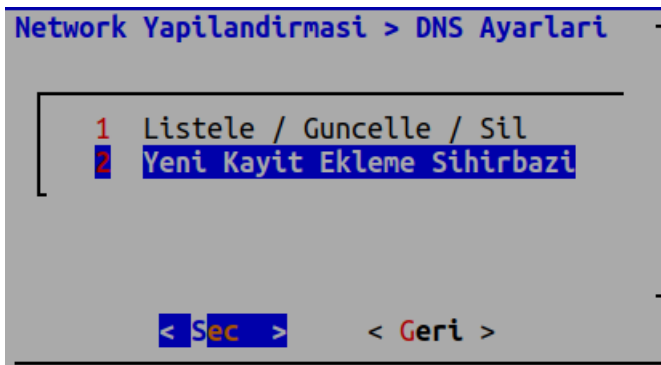 Network Yapilandirmasi > DNS Ayarlari
1 Listele / Guncelle / Sil
2 Yeni Kayit Ekleme Sihirbazi
< Sec > < Geri >